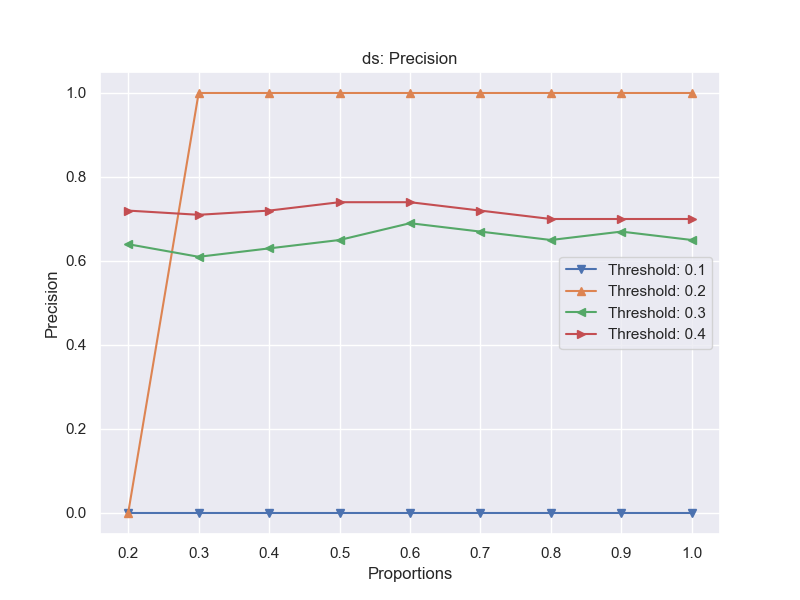 ds: Precision
Precision
1.0
0.8
0.6
0.4
0.2
0.0
Threshold: 0.1
Threshold: 0.2
Threshold: 0.3
Threshold: 0.4
0.2 0.3 0.4 0.5 0.6 0.7 0.8 0.9 1.0
Proportions